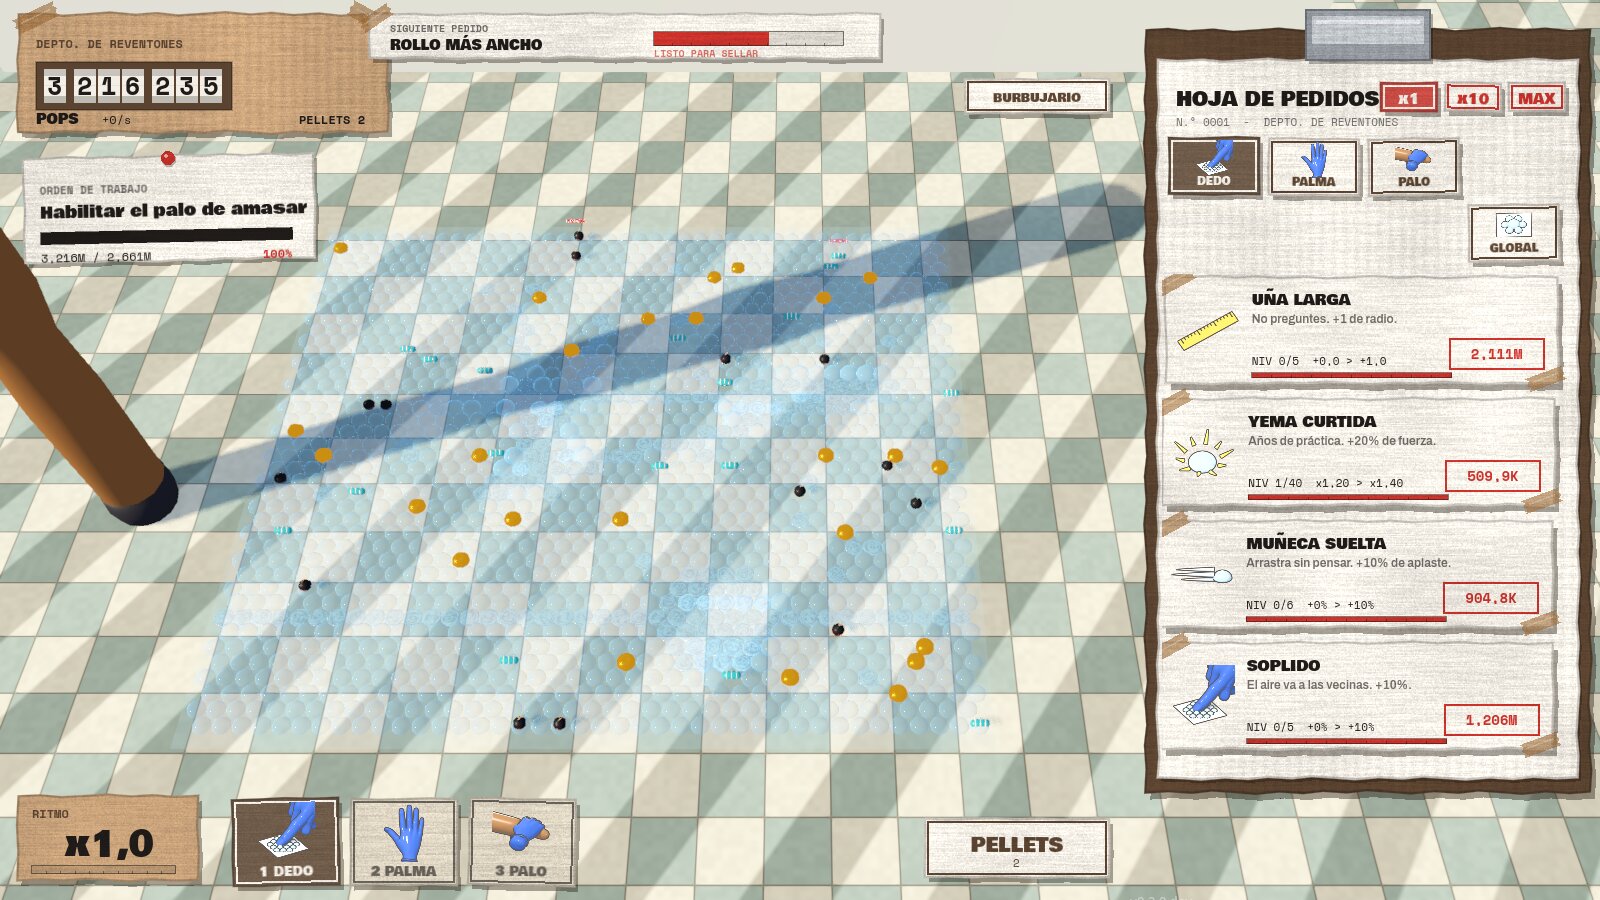 DEPTO. DE REVENTONES
3 216 235
POPS +0/s PELLETS 2
SIGUIENTE PEDIDO
ROLLO MÁS ANCHO
LISTO PARA SELLAR
ORDEN DE TRABAJO
Habilitar el palo de amasar
3,216M / 2,661M 100%
BURBUJARIO
HOJA DE PEDIDOS x1 x10 MAX
N.° 0001 - DEPTO. DE REVENTONES
DEDO PALMA PALO
GLOBAL
UÑA LARGA
No preguntes. +1 de radio.
NIV 0/5 +0,0 > +1,0 2,111M
YEMA CURTIDA
Años de práctica. +20% de fuerza.
NIV 1/40 x1,20 > x1,40 509,9K
MUÑECA SUELTA
Arrastra sin pensar. +10% de aplaste.
NIV 0/6 +0% > +10% 904,8K
SOPLIDO
El aire va a las vecinas. +10%.
NIV 0/5 +0% > +10% 1,206M
RITMO
x1,0
1 DEDO 2 PALMA 3 PALO
PELLETS
2